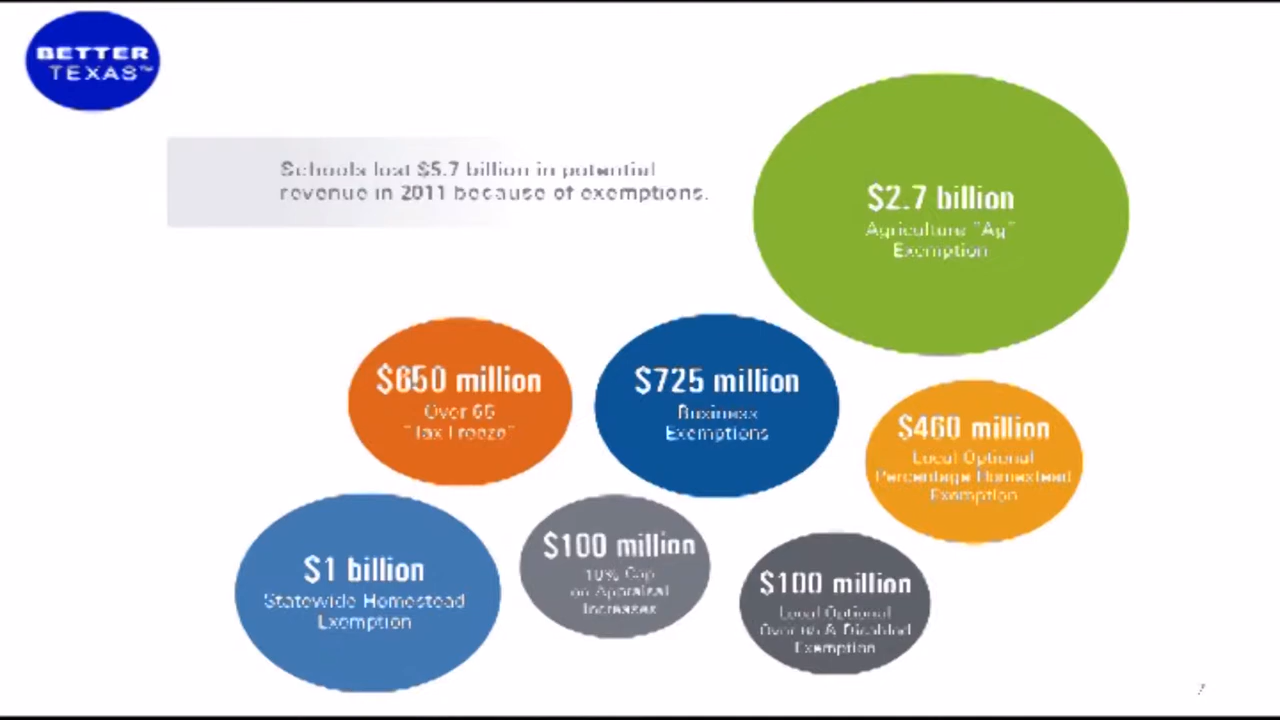 BETTER
TEXAS™
Schools lost $5.7 billion in potential
revenue in 2011 because of exemptions.
$2.7 billion
Agriculture "Ag"
Exemption
$650 million
Over 65
"Tax Freeze"
$725 million
Business
Exemptions
$460 million
Local Optional
Percentage Homestead
Exemption
$1 billion
Statewide Homestead
Exemption
$100 million
10% Cap
on Appraisal
Increases
$100 million
Local Optional
Over 65 & Disabled
Exemption
7